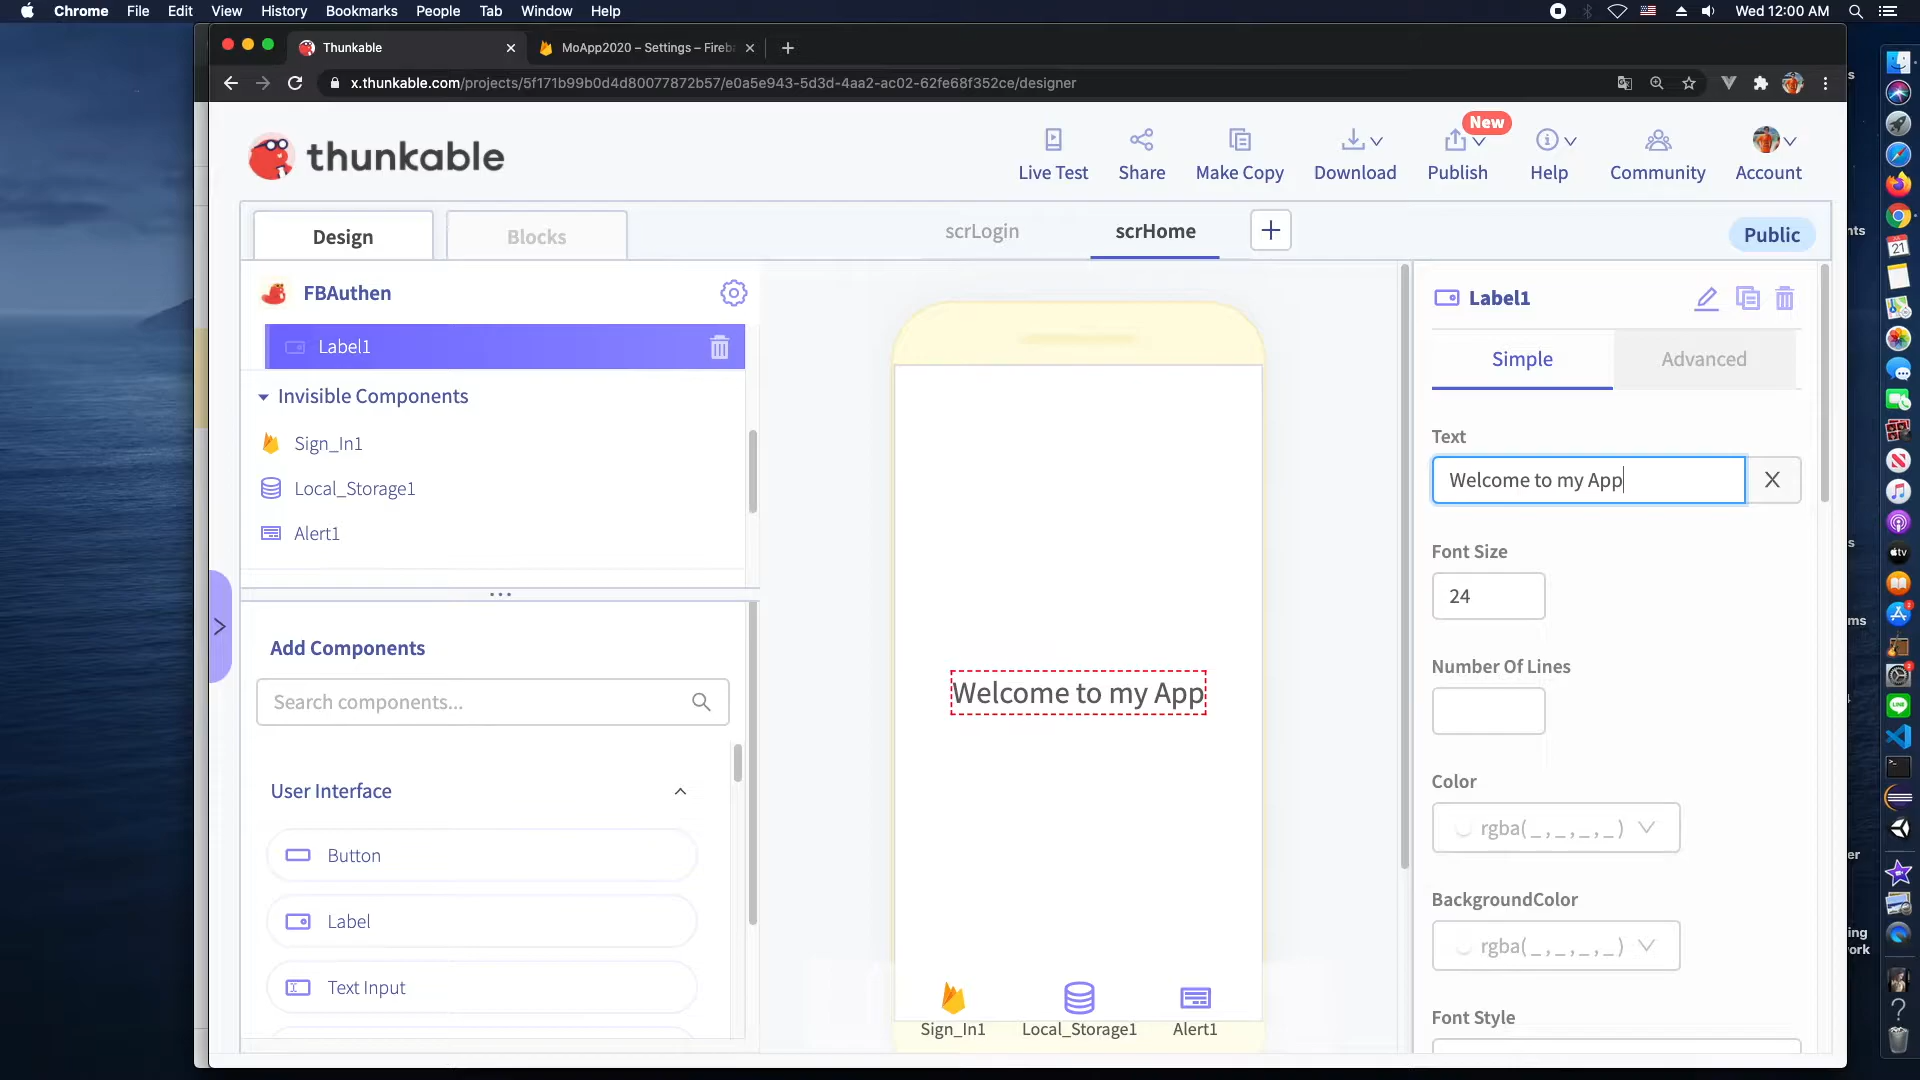 Chrome File Edit View History Bookmarks People Tab Window Help
Wed 12:00 AM
Thunkable
MoApp2020 – Settings – Fireb
x.thunkable.com/projects/5f171b99b0d4d80077872b57/e0a5e943-5d3d-4aa2-ac02-62fe68f352ce/designer
thunkable
New
Live Test Share Make Copy Download Publish Help Community Account
Design Blocks
scrLogin scrHome +
Public
FBAuthen
Label1
Invisible Components
Sign_In1
Local_Storage1
Alert1
Add Components
Search components...
User Interface
Button
Label
Text Input
Welcome to my App
Sign_In1 Local_Storage1 Alert1
Label1
Simple Advanced
Text
Welcome to my App
Font Size
24
Number Of Lines
Color
rgba(_,_,_,_)
BackgroundColor
rgba(_,_,_,_)
Font Style